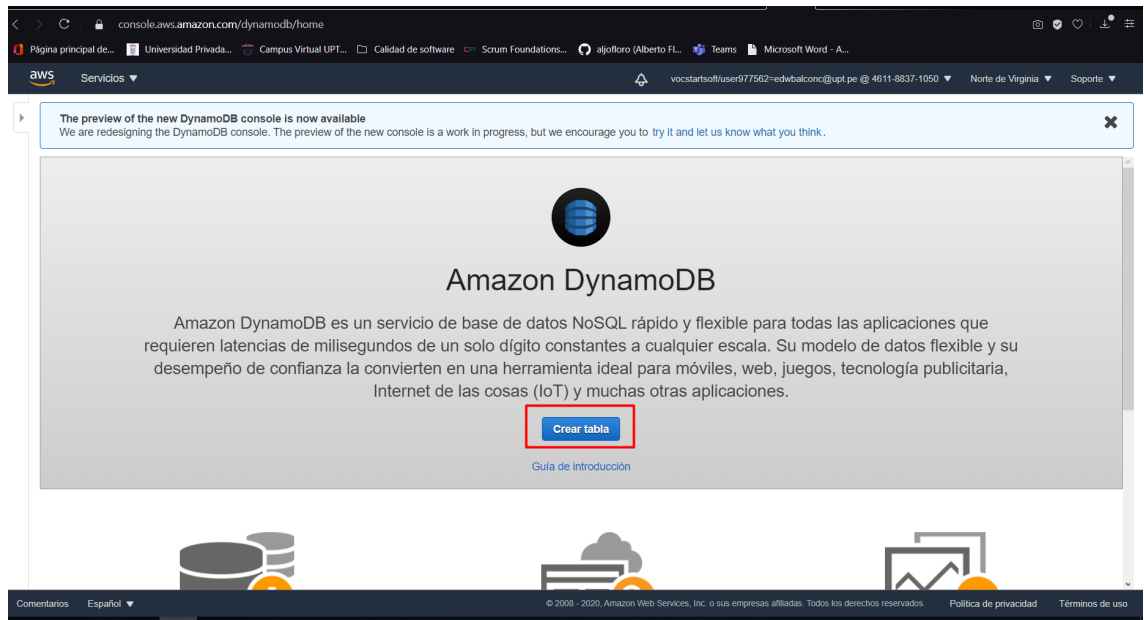 console.aws.amazon.com/dynamodb/home
Página principal de... Universidad Privada... Campus Virtual UPT... Calidad de software Scrum Foundations... aljofloro (Alberto Fl... Teams Microsoft Word - A...
aws Servicios vocstartsoft/user977562=edwbalconc@upt.pe @ 4611-8837-1050 Norte de Virginia Soporte
The preview of the new DynamoDB console is now available
We are redesigning the DynamoDB console. The preview of the new console is a work in progress, but we encourage you to try it and let us know what you think.
Amazon DynamoDB
Amazon DynamoDB es un servicio de base de datos NoSQL rápido y flexible para todas las aplicaciones que
requieren latencias de milisegundos de un solo dígito constantes a cualquier escala. Su modelo de datos flexible y su
desempeño de confianza la convierten en una herramienta ideal para móviles, web, juegos, tecnología publicitaria,
Internet de las cosas (IoT) y muchas otras aplicaciones.
Crear tabla
Guía de introducción
Comentarios Español © 2008 - 2020, Amazon Web Services, Inc. o sus empresas afiliadas. Todos los derechos reservados. Política de privacidad Términos de uso